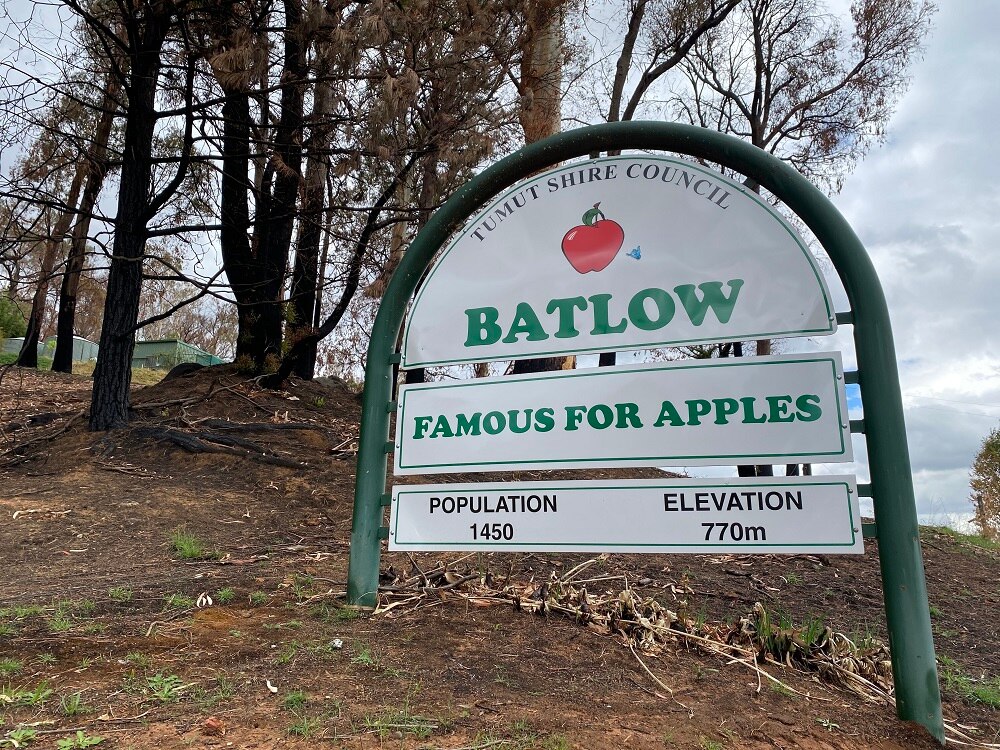 TUMUT SHIRE COUNCIL
BATLOW
FAMOUS FOR APPLES
POPULATION ELEVATION
1450 770m